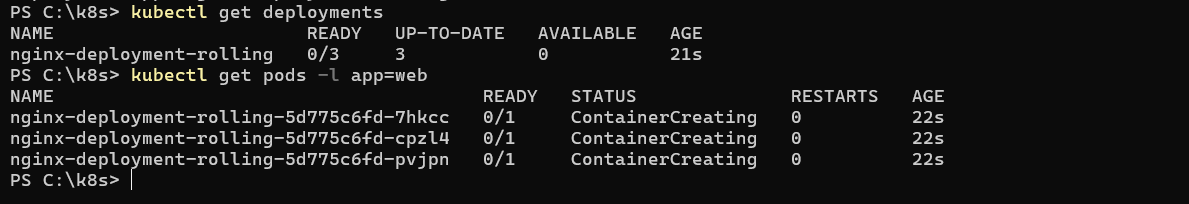 PS C:\k8s> kubectl get deployments
NAME READY UP-TO-DATE AVAILABLE AGE
nginx-deployment-rolling 0/3 3 0 21s
PS C:\k8s> kubectl get pods -l app=web
NAME READY STATUS RESTARTS AGE
nginx-deployment-rolling-5d775c6fd-7hkcc 0/1 ContainerCreating 0 22s
nginx-deployment-rolling-5d775c6fd-cpzl4 0/1 ContainerCreating 0 22s
nginx-deployment-rolling-5d775c6fd-pvjpn 0/1 ContainerCreating 0 22s
PS C:\k8s>